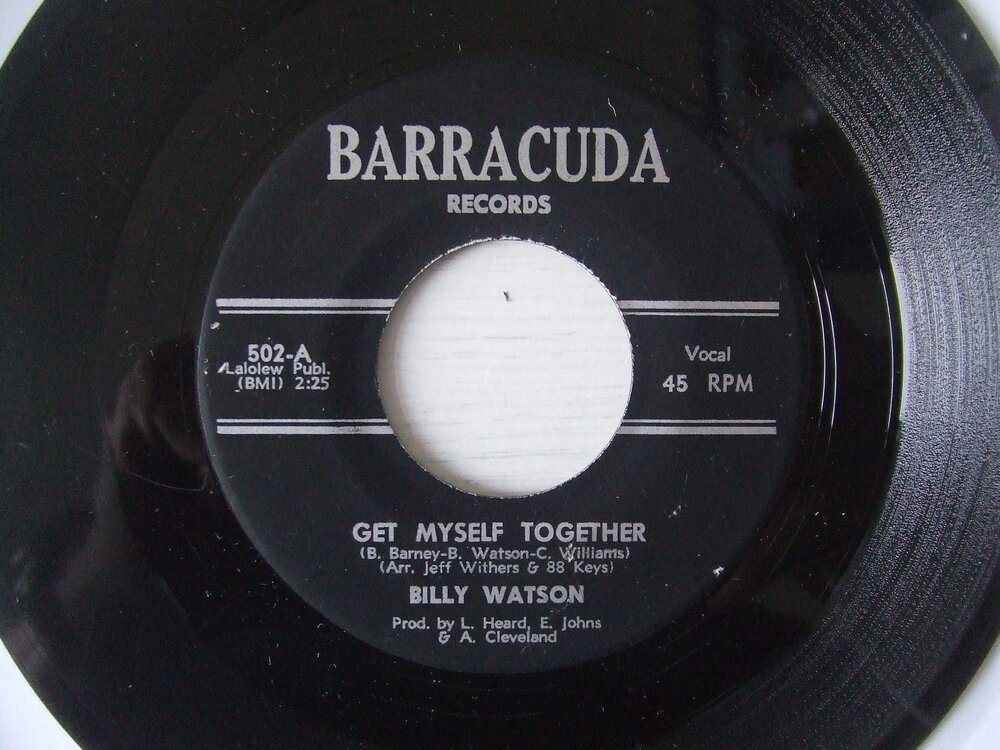 BARRACUDA
RECORDS
502-A
Lalolew Publ.
(BMI) 2:25
Vocal
45 RPM
GET MYSELF TOGETHER
(B. Barney-B. Watson-C. Williams)
(Arr. Jeff Withers & 88 Keys)
BILLY WATSON
Prod. by L. Heard, E. Johns
& A. Cleveland